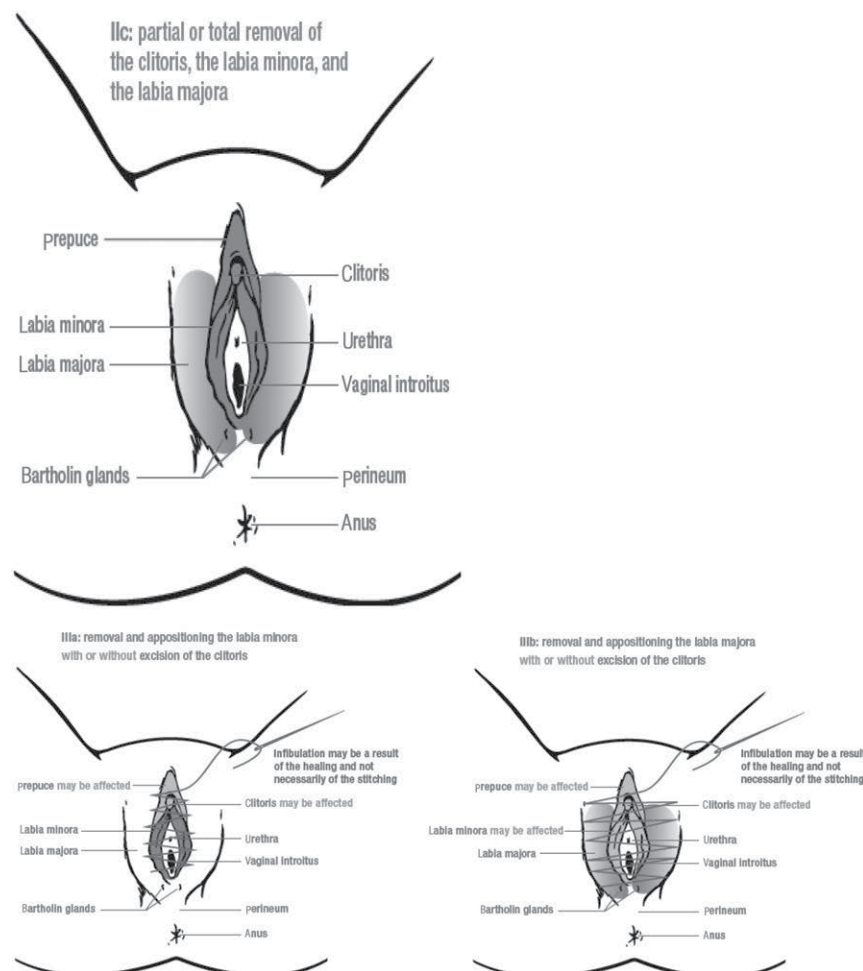 IIc: partial or total removal of
the clitoris, the labia minora, and
the labia majora
Prepuce
Clitoris
Labia minora
Urethra
Labia majora
Vaginal introitus
Bartholin glands
Perineum
Anus
IIIa: removal and appositioning the labia minora
with or without excision of the clitoris
Infibulation may be a result
of the healing and not
necessarily of the stitching
Prepuce may be affected
Clitoris may be affected
Labia minora
Urethra
Labia majora
Vaginal introitus
Bartholin glands
Perineum
Anus
IIIb: removal and appositioning the labia majora
with or without excision of the clitoris
Infibulation may be a result
of the healing and not
necessarily of the stitching
Prepuce may be affected
Clitoris may be affected
Labia minora may be affected
Urethra
Labia majora
Vaginal introitus
Bartholin glands
Perineum
Anus